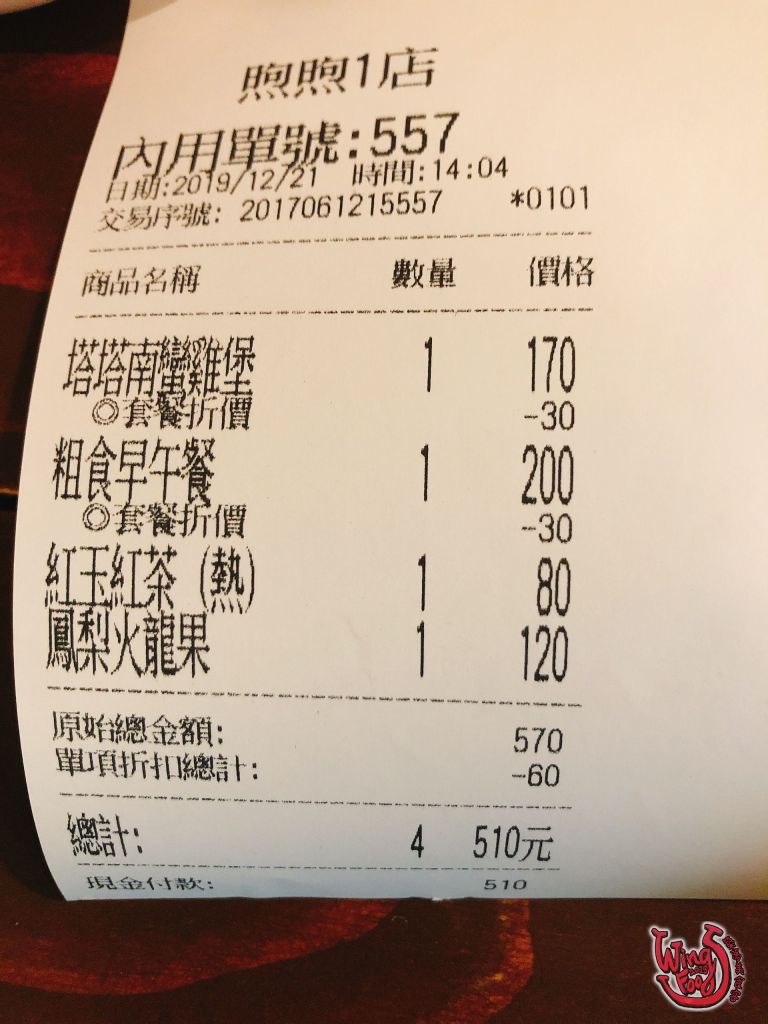 煦煦1店
內用單號:557
日期:2019/12/21 時間:14:04
交易序號: 2017061215557 *0101
商品名稱 數量 價格
塔塔南蠻雞堡 1 170
◎套餐折價 -30
粗食早午餐 1 200
◎套餐折價 -30
紅玉紅茶 (熱) 1 80
鳳梨火龍果 1 120
原始總金額: 570
單項折扣總計: -60
總計: 4 510元
現金付款: 510
Wing
Food